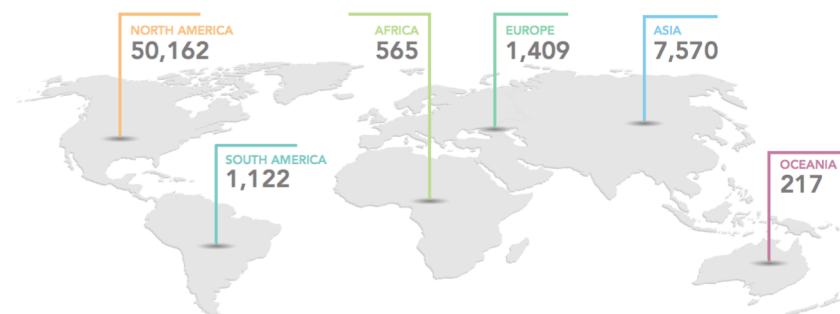 NORTH AMERICA
50,162
AFRICA
565
EUROPE
1,409
ASIA
7,570
SOUTH AMERICA
1,122
OCEANIA
217